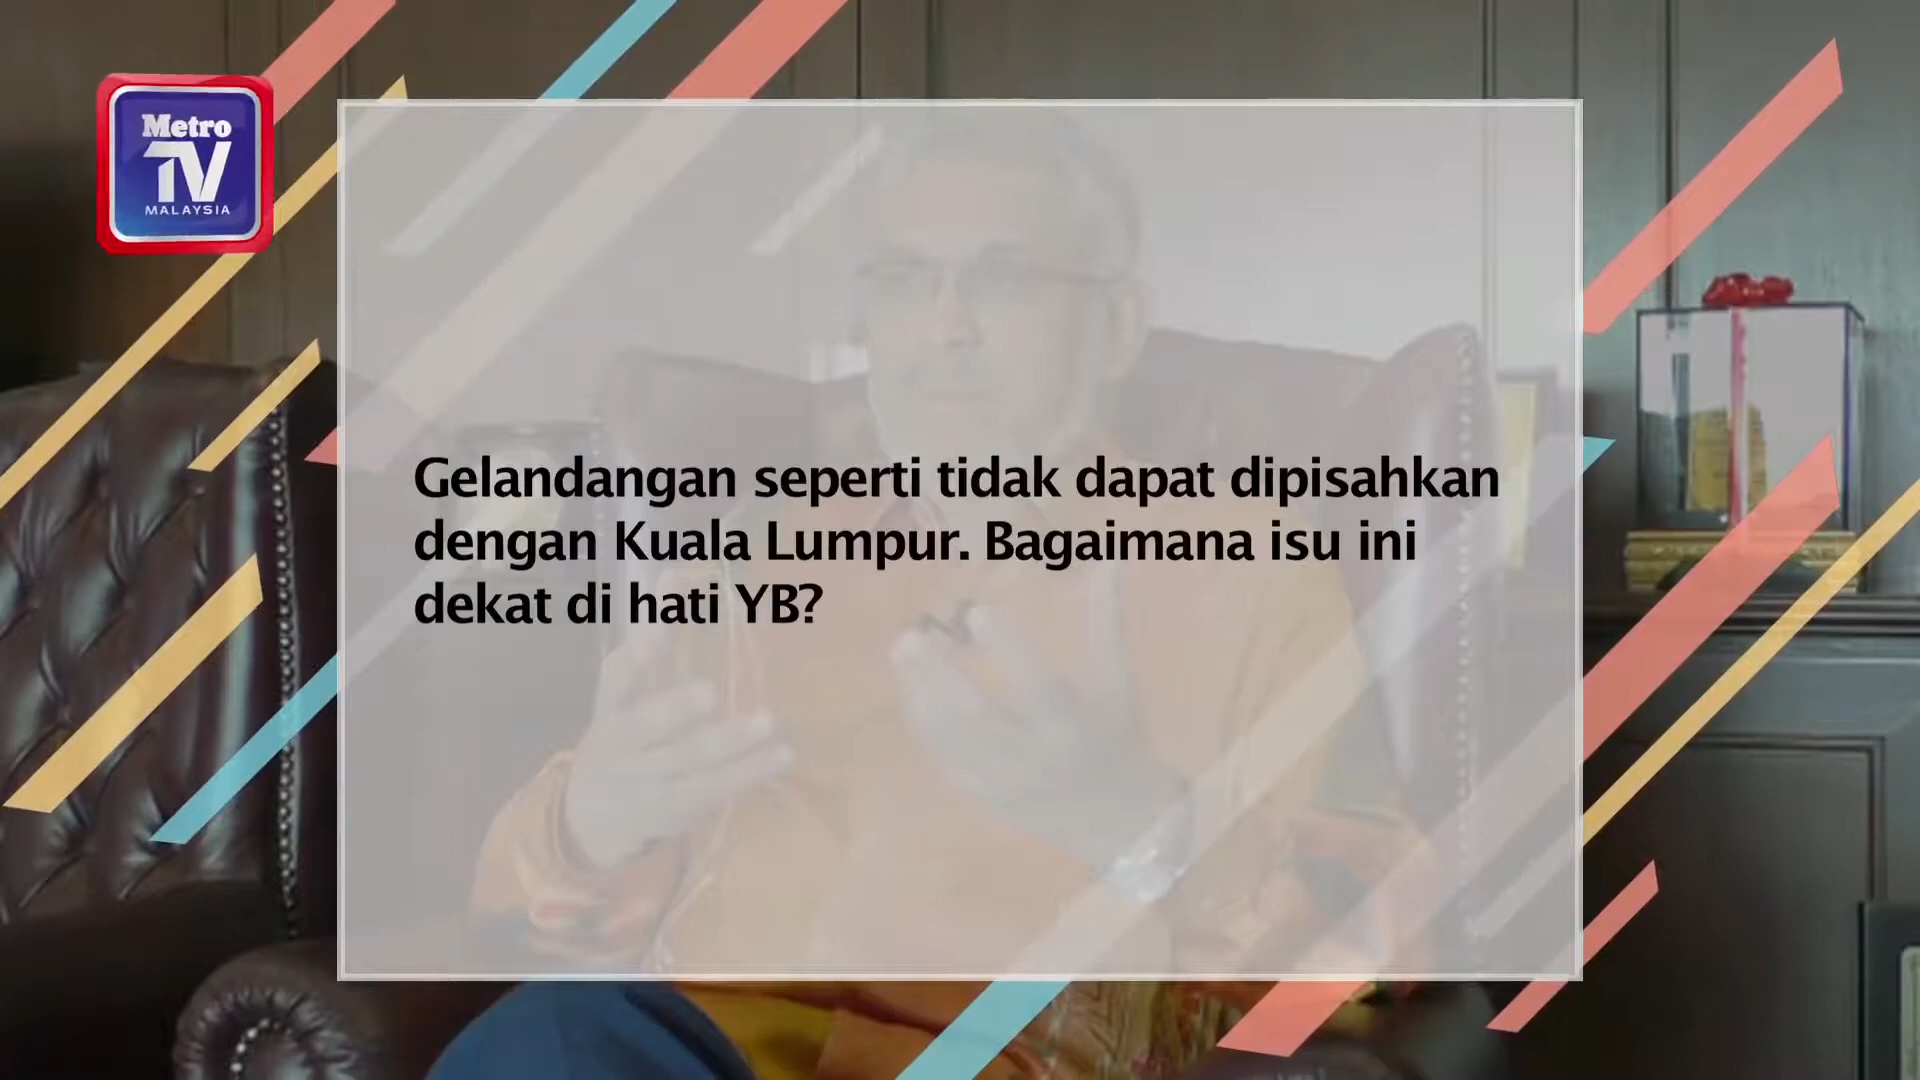 Metro
TV
MALAYSIA
Gelandangan seperti tidak dapat dipisahkan
dengan Kuala Lumpur. Bagaimana isu ini
dekat di hati YB?